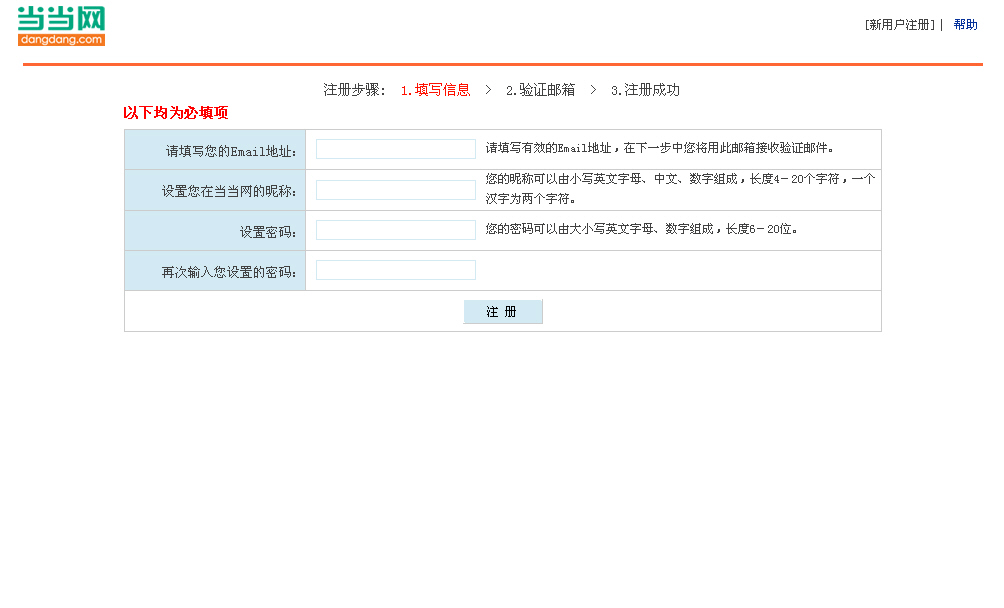 当当网
dangdang.com
[新用户注册] | 帮助
注册步骤: 1.填写信息 > 2.验证邮箱 > 3.注册成功
以下均为必填项
请填写您的Email地址:
请填写有效的Email地址,在下一步中您将用此邮箱接收验证邮件。
设置您在当当网的昵称:
您的昵称可以由小写英文字母、中文、数字组成,长度4-20个字符,一个
汉字为两个字符。
设置密码:
您的密码可以由大小写英文字母、数字组成,长度6-20位。
再次输入您设置的密码:
注 册